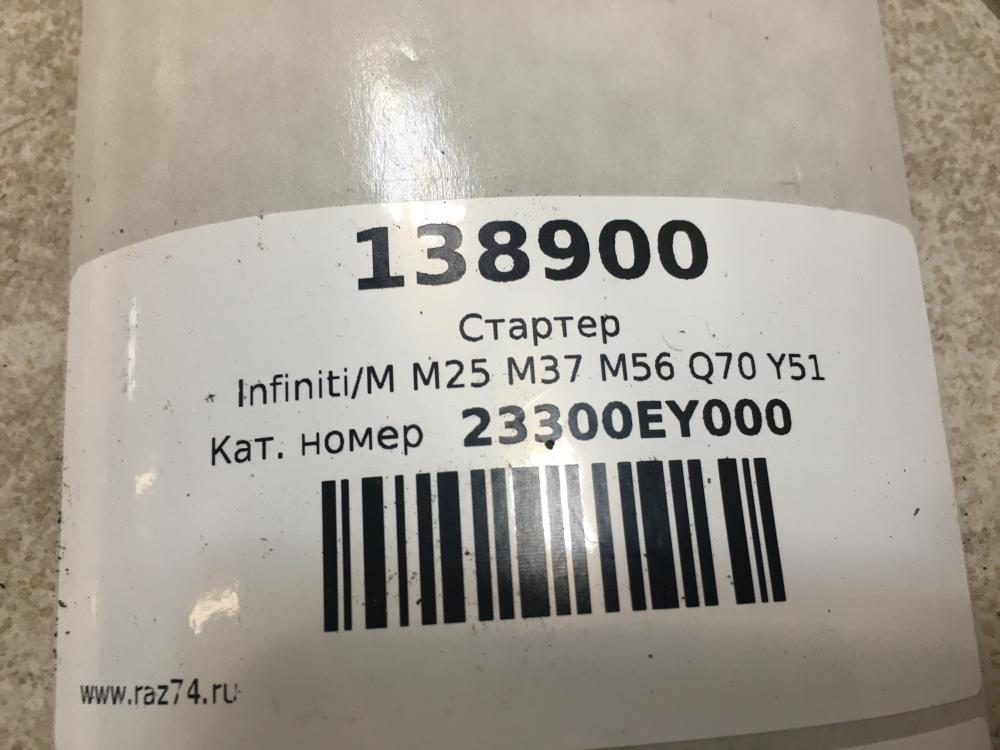 138900
Стартер
Infiniti/M M25 M37 M56 Q70 Y51
Кат. номер 23300EY000
www.raz74.ru